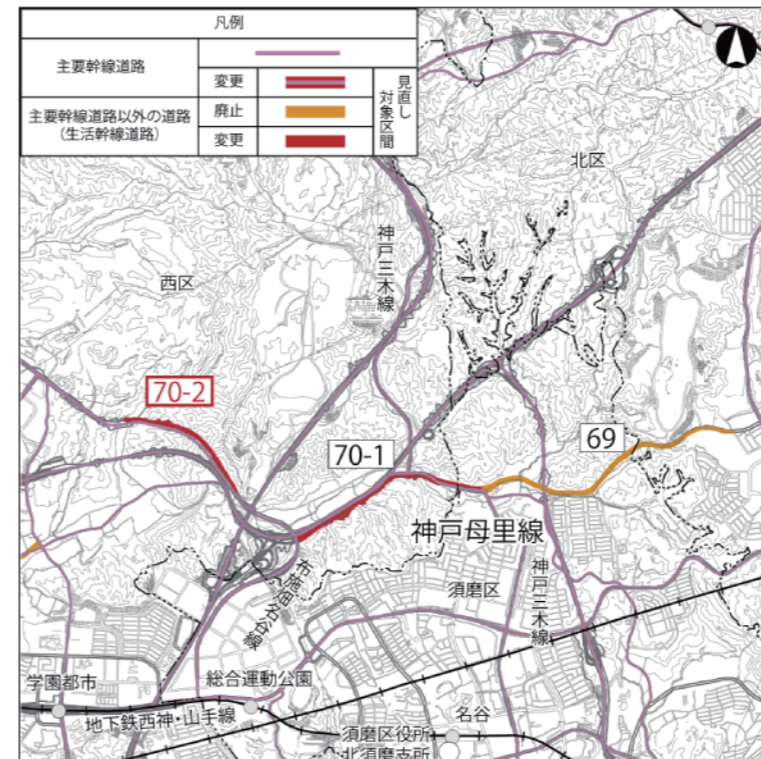 凡例
主要幹線道路
変更
主要幹線道路以外の道路
(生活幹線道路)
廃止
変更
見直し
対象区間
北区
神戸三木線
西区
70-2
70-1
69
神戸母里線
布施畑名谷線
須磨区
神戸三木線
学園都市
総合運動公園
地下鉄西神・山手線
名谷
須磨区役所
北須磨支所